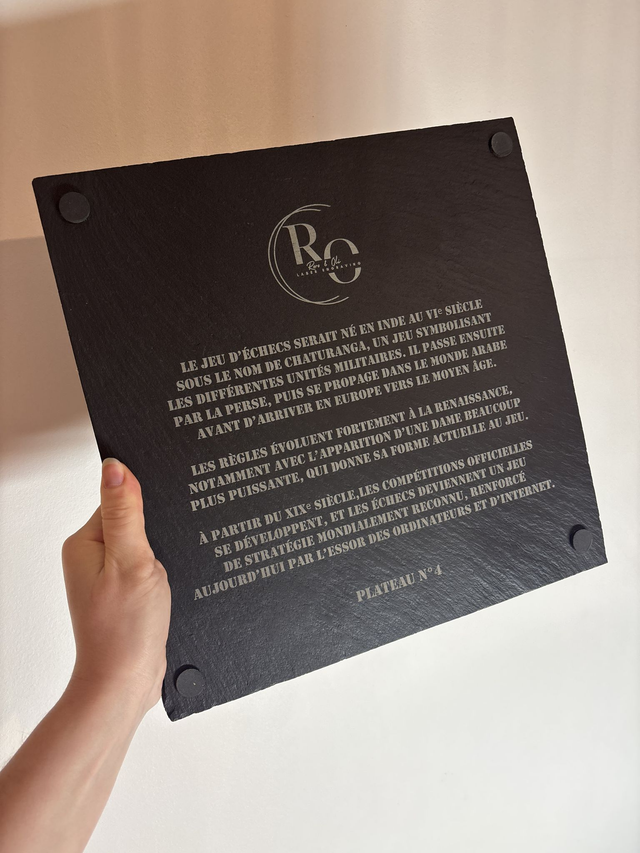 RO
Ro & Oli
LASER ENGRAVING
LE JEU D'ÉCHECS SERAIT NÉ EN INDE AU VIe SIÈCLE
SOUS LE NOM DE CHATURANGA, UN JEU SYMBOLISANT
LES DIFFÉRENTES UNITÉS MILITAIRES. IL PASSE ENSUITE
PAR LA PERSE, PUIS SE PROPAGE DANS LE MONDE ARABE
AVANT D'ARRIVER EN EUROPE VERS LE MOYEN ÂGE.
LES RÈGLES ÉVOLUENT FORTEMENT À LA RENAISSANCE,
NOTAMMENT AVEC L'APPARITION D'UNE DAME BEAUCOUP
PLUS PUISSANTE, QUI DONNE SA FORME ACTUELLE AU JEU.
À PARTIR DU XIXe SIÈCLE,LES COMPÉTITIONS OFFICIELLES
SE DÉVELOPPENT, ET LES ÉCHECS DEVIENNENT UN JEU
DE STRATÉGIE MONDIALEMENT RECONNU, RENFORCÉ
AUJOURD'HUI PAR L'ESSOR DES ORDINATEURS ET D'INTERNET.
PLATEAU N°4